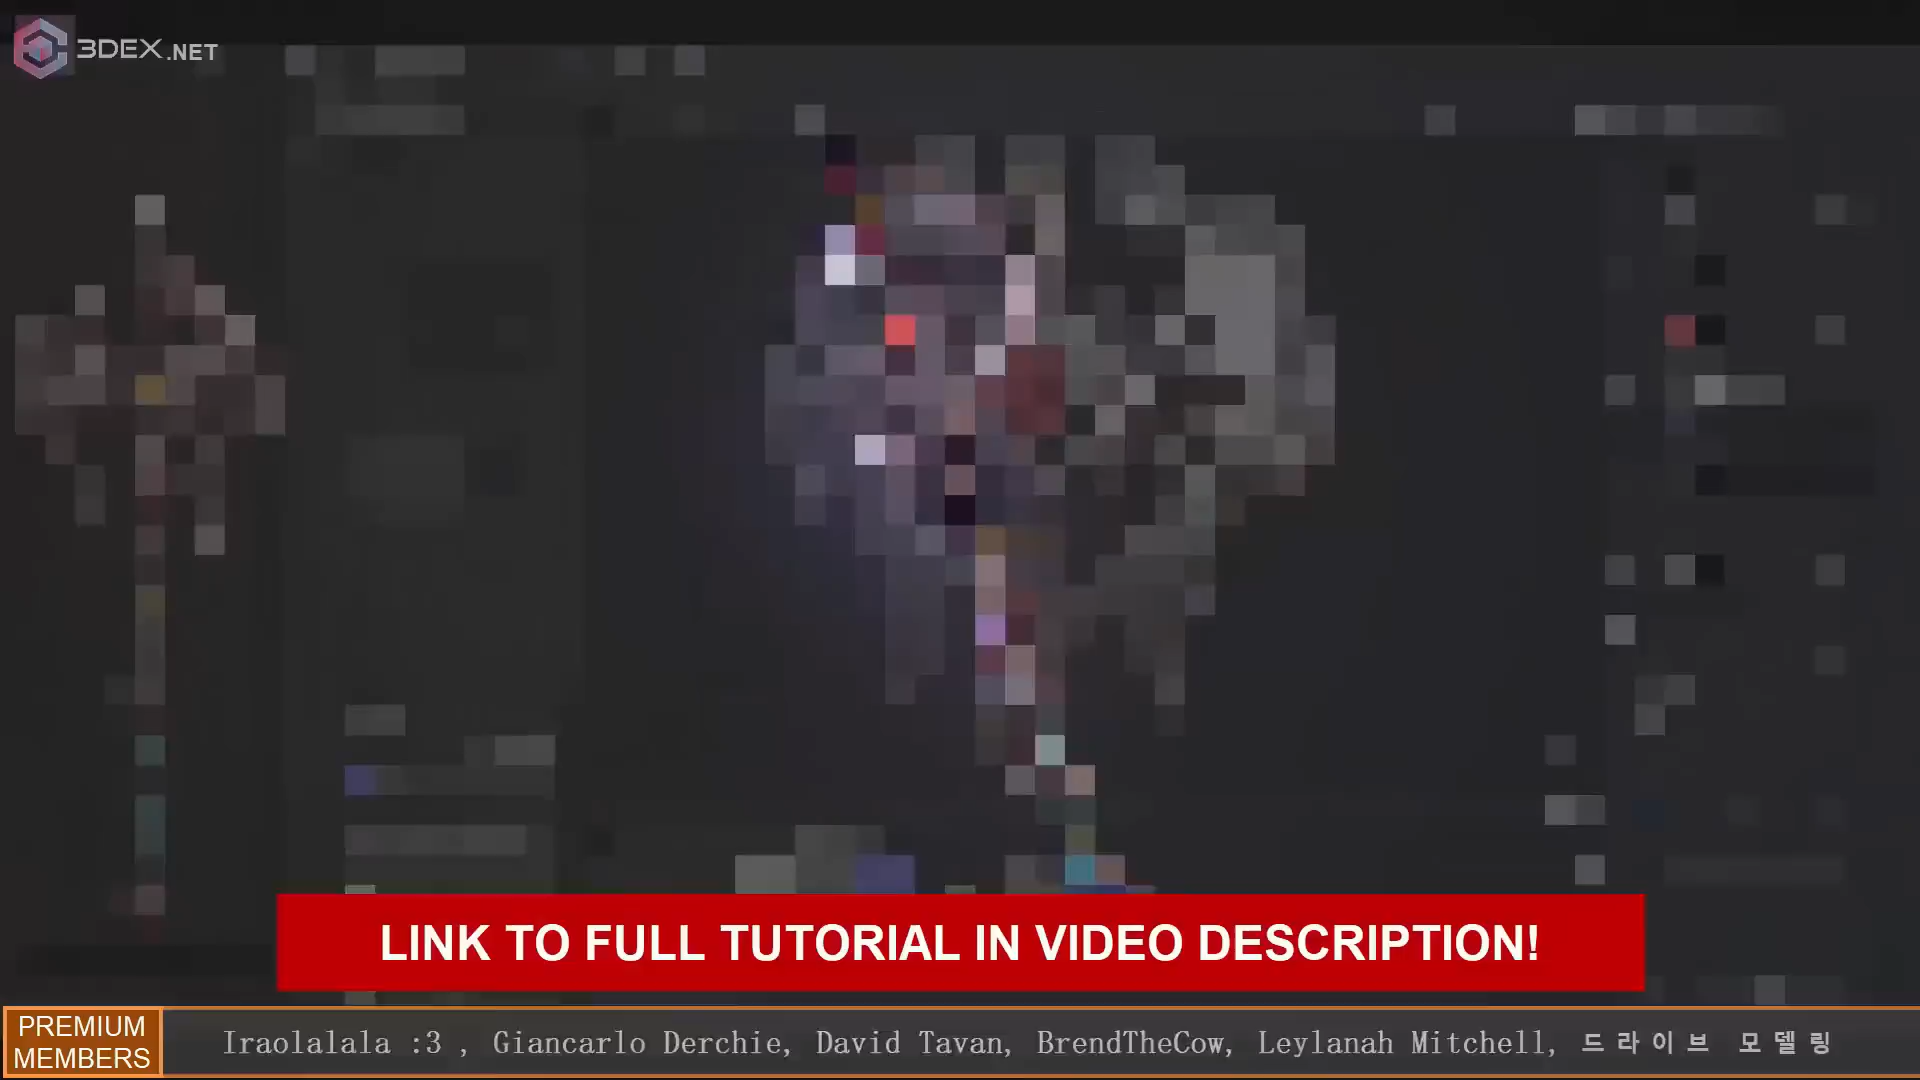 3DEX.NET
LINK TO FULL TUTORIAL IN VIDEO DESCRIPTION!
PREMIUM
MEMBERS
Iraolalala :3 , Giancarlo Derchie, David Tavan, BrendTheCow, Leylanah Mitchell, 드라이브 모델링